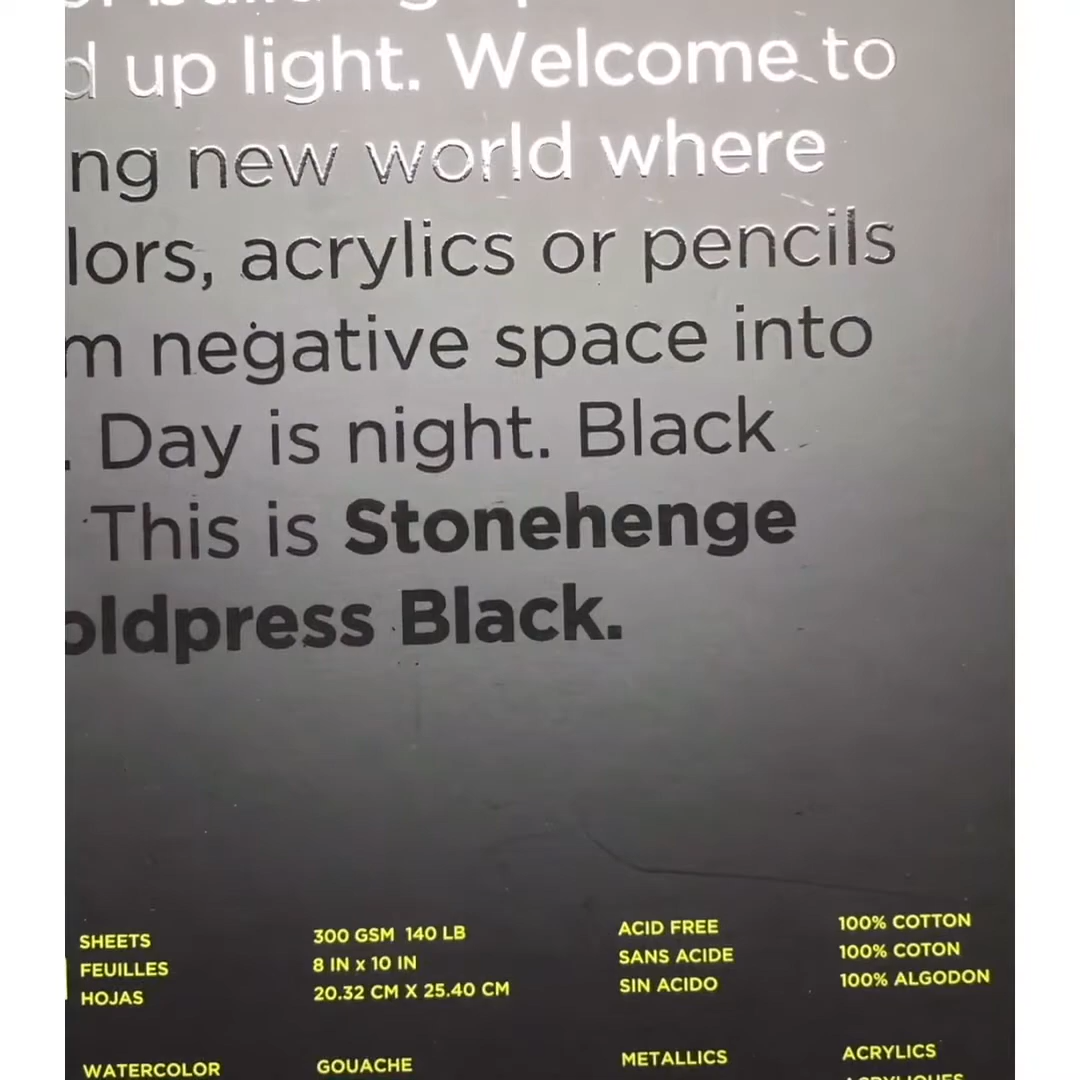 up light. Welcome to
ng new world where
lors, acrylics or pencils
m negative space into
. Day is night. Black
This is Stonehenge
oldpress Black.
SHEETS
FEUILLES
HOJAS
300 GSM 140 LB
8 IN x 10 IN
20.32 CM X 25.40 CM
ACID FREE
SANS ACIDE
SIN ACIDO
100% COTTON
100% COTON
100% ALGODON
WATERCOLOR
GOUACHE
METALLICS
ACRYLICS